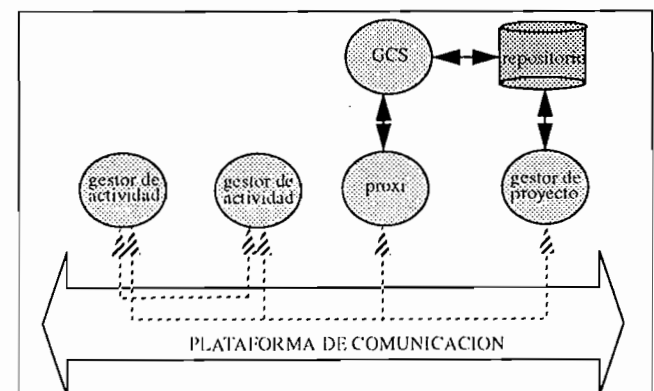 GCS
repositorio
gestor de
actividad
gestor de
actividad
proxi
gestor de
proyecto
PLATAFORMA DE COMUNICACION